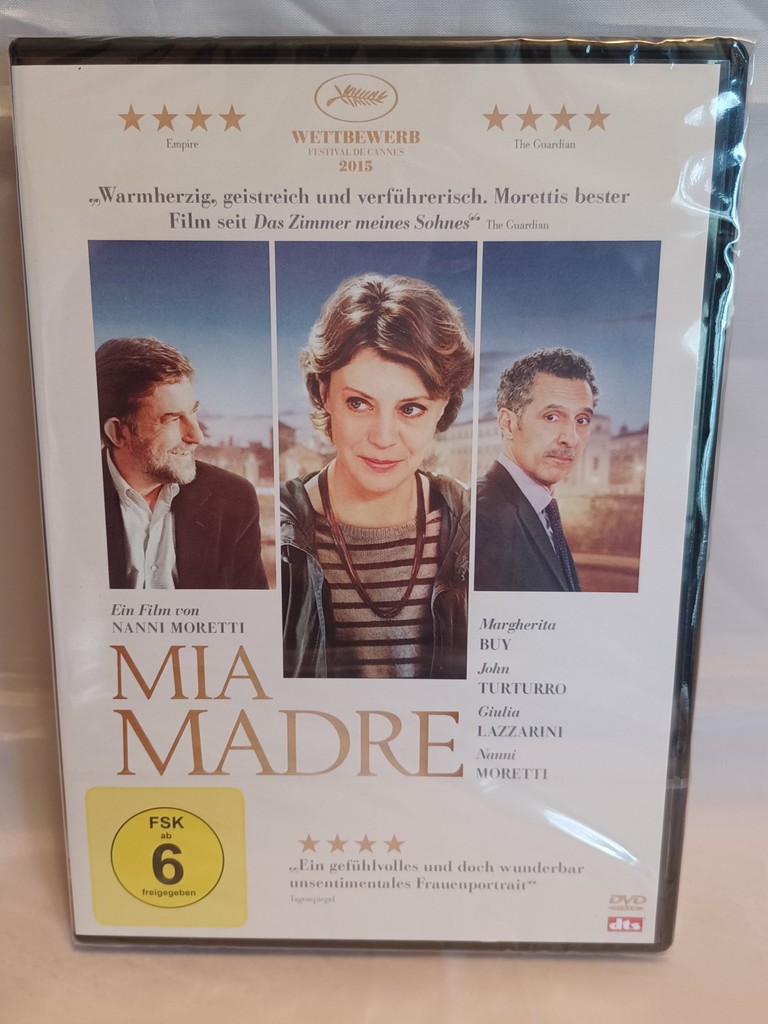 Empire
WETTBEWERB
FESTIVAL DE CANNES
2015
The Guardian
„Warmherzig, geistreich und verführerisch. Morettis bester
Film seit Das Zimmer meines Sohnes“ The Guardian
Ein Film von
NANNI MORETTI
MIA
MADRE
Margherita
BUY
John
TURTURRO
Giulia
LAZZARINI
Nanni
MORETTI
FSK
ab
6
freigegeben
„Ein gefühlvolles und doch wunderbar
unsentimentales Frauenportrait“
Tagesspiegel
DVD
VIDEO
dts